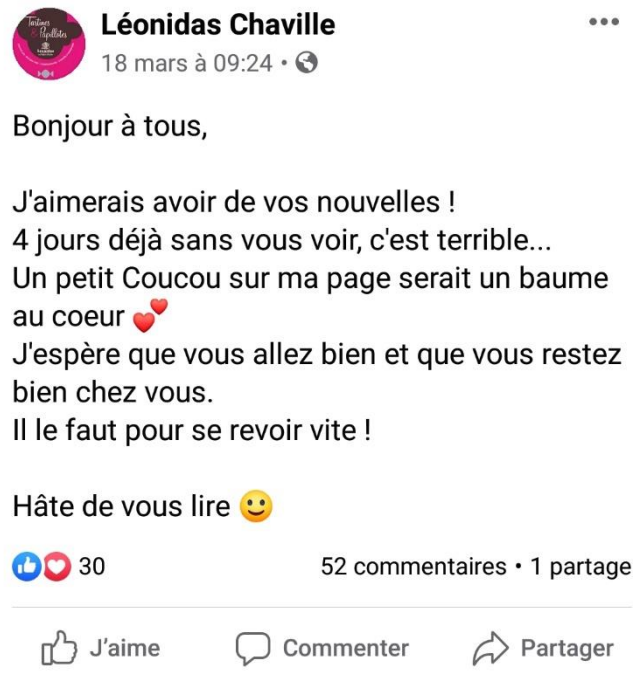 Tartines
& Papillotes
Léonidas Chaville
18 mars à 09:24 •
Bonjour à tous,
J'aimerais avoir de vos nouvelles !
4 jours déjà sans vous voir, c'est terrible...
Un petit Coucou sur ma page serait un baume
au coeur 💕
J'espère que vous allez bien et que vous restez
bien chez vous.
Il le faut pour se revoir vite !
Hâte de vous lire 🙂
30
52 commentaires • 1 partage
J'aime
Commenter
Partager